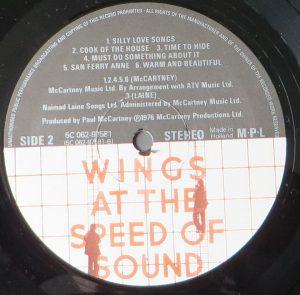 UNAUTHORISED PUBLIC PERFORMANCE BROADCASTING AND COPYING OF THIS RECORD PROHIBITED · ALL RIGHTS OF THE MANUFACTURER AND OF THE OWNER OF THE
1 SILLY LOVE SONGS
2. COOK OF THE HOUSE 3. TIME TO HIDE
4. MUST DO SOMETHING ABOUT IT
5. SAN FERRY ANNE 6. WARM AND BEAUTIFUL
1.2.4.5.6 (McCARTNEY)
McCartney Music Ltd. By Arrangement with ATV Music Ltd.
3-(LAINE)
Naimad Laine Songs Ltd. Administered by McCartney Music Ltd.
Produced by Paul McCartney ℗1976 McCartney Productions Ltd.
SIDE 2
5C 062-97581
STEREO
Made in
Holland
M·P·L
WINGS
AT THE
SPEED OF
SOUND